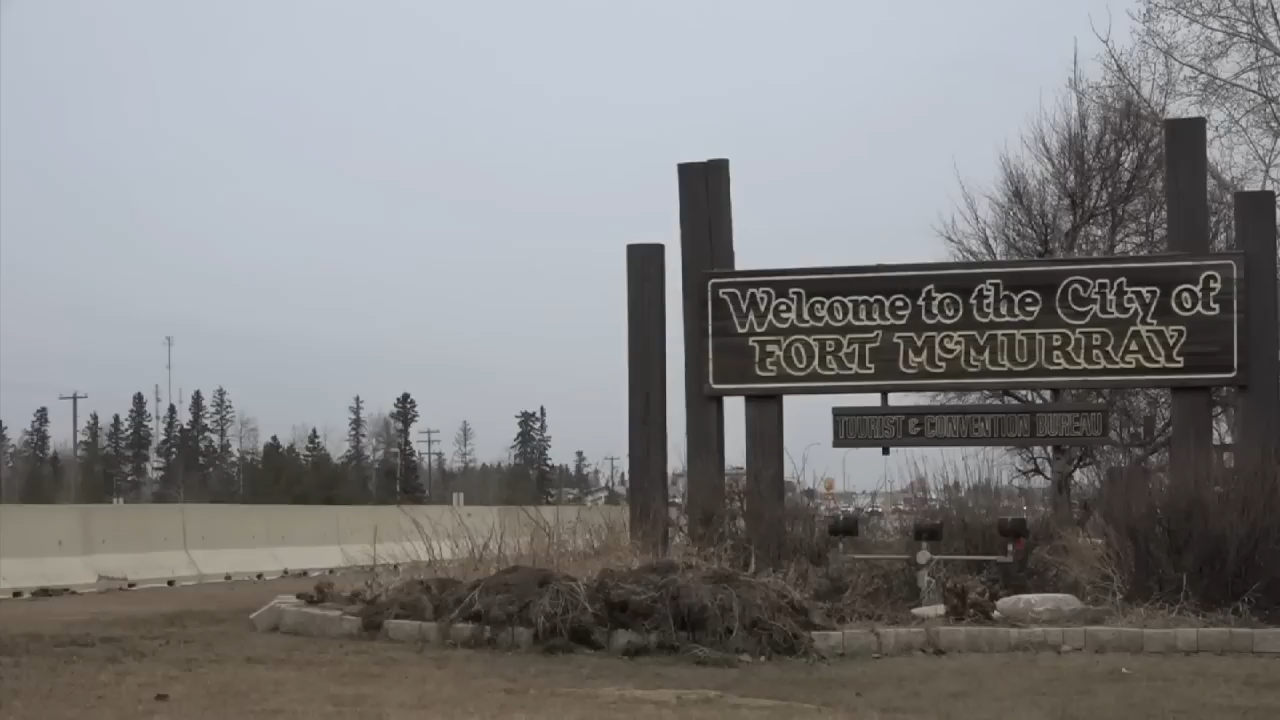 Welcome to the City of
FORT McMURRAY
TOURIST & CONVENTION BUREAU